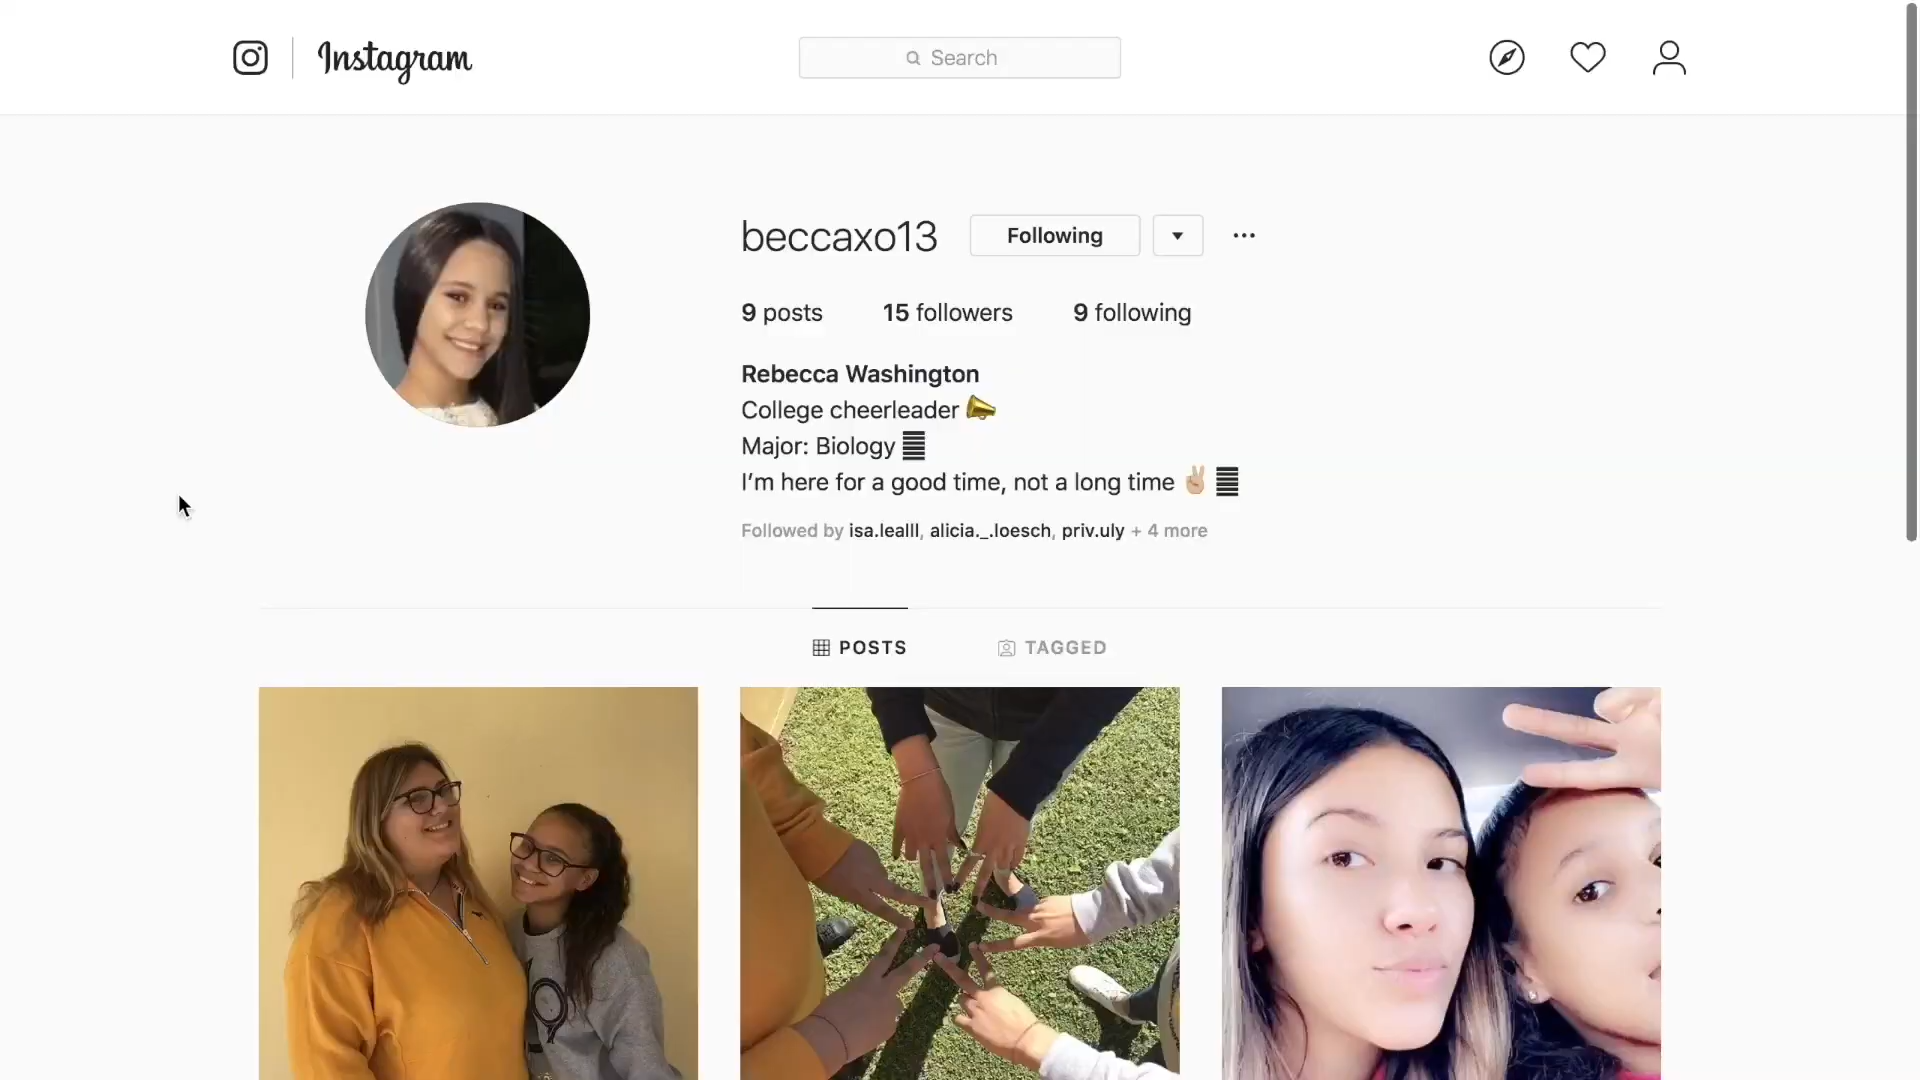 Instagram
Search
beccaxo13
Following
9 posts
15 followers
9 following
Rebecca Washington
College cheerleader 📣
Major: Biology
I’m here for a good time, not a long time ✌🏼
Followed by isa.lealll, alicia._.loesch, priv.uly + 4 more
POSTS
TAGGED